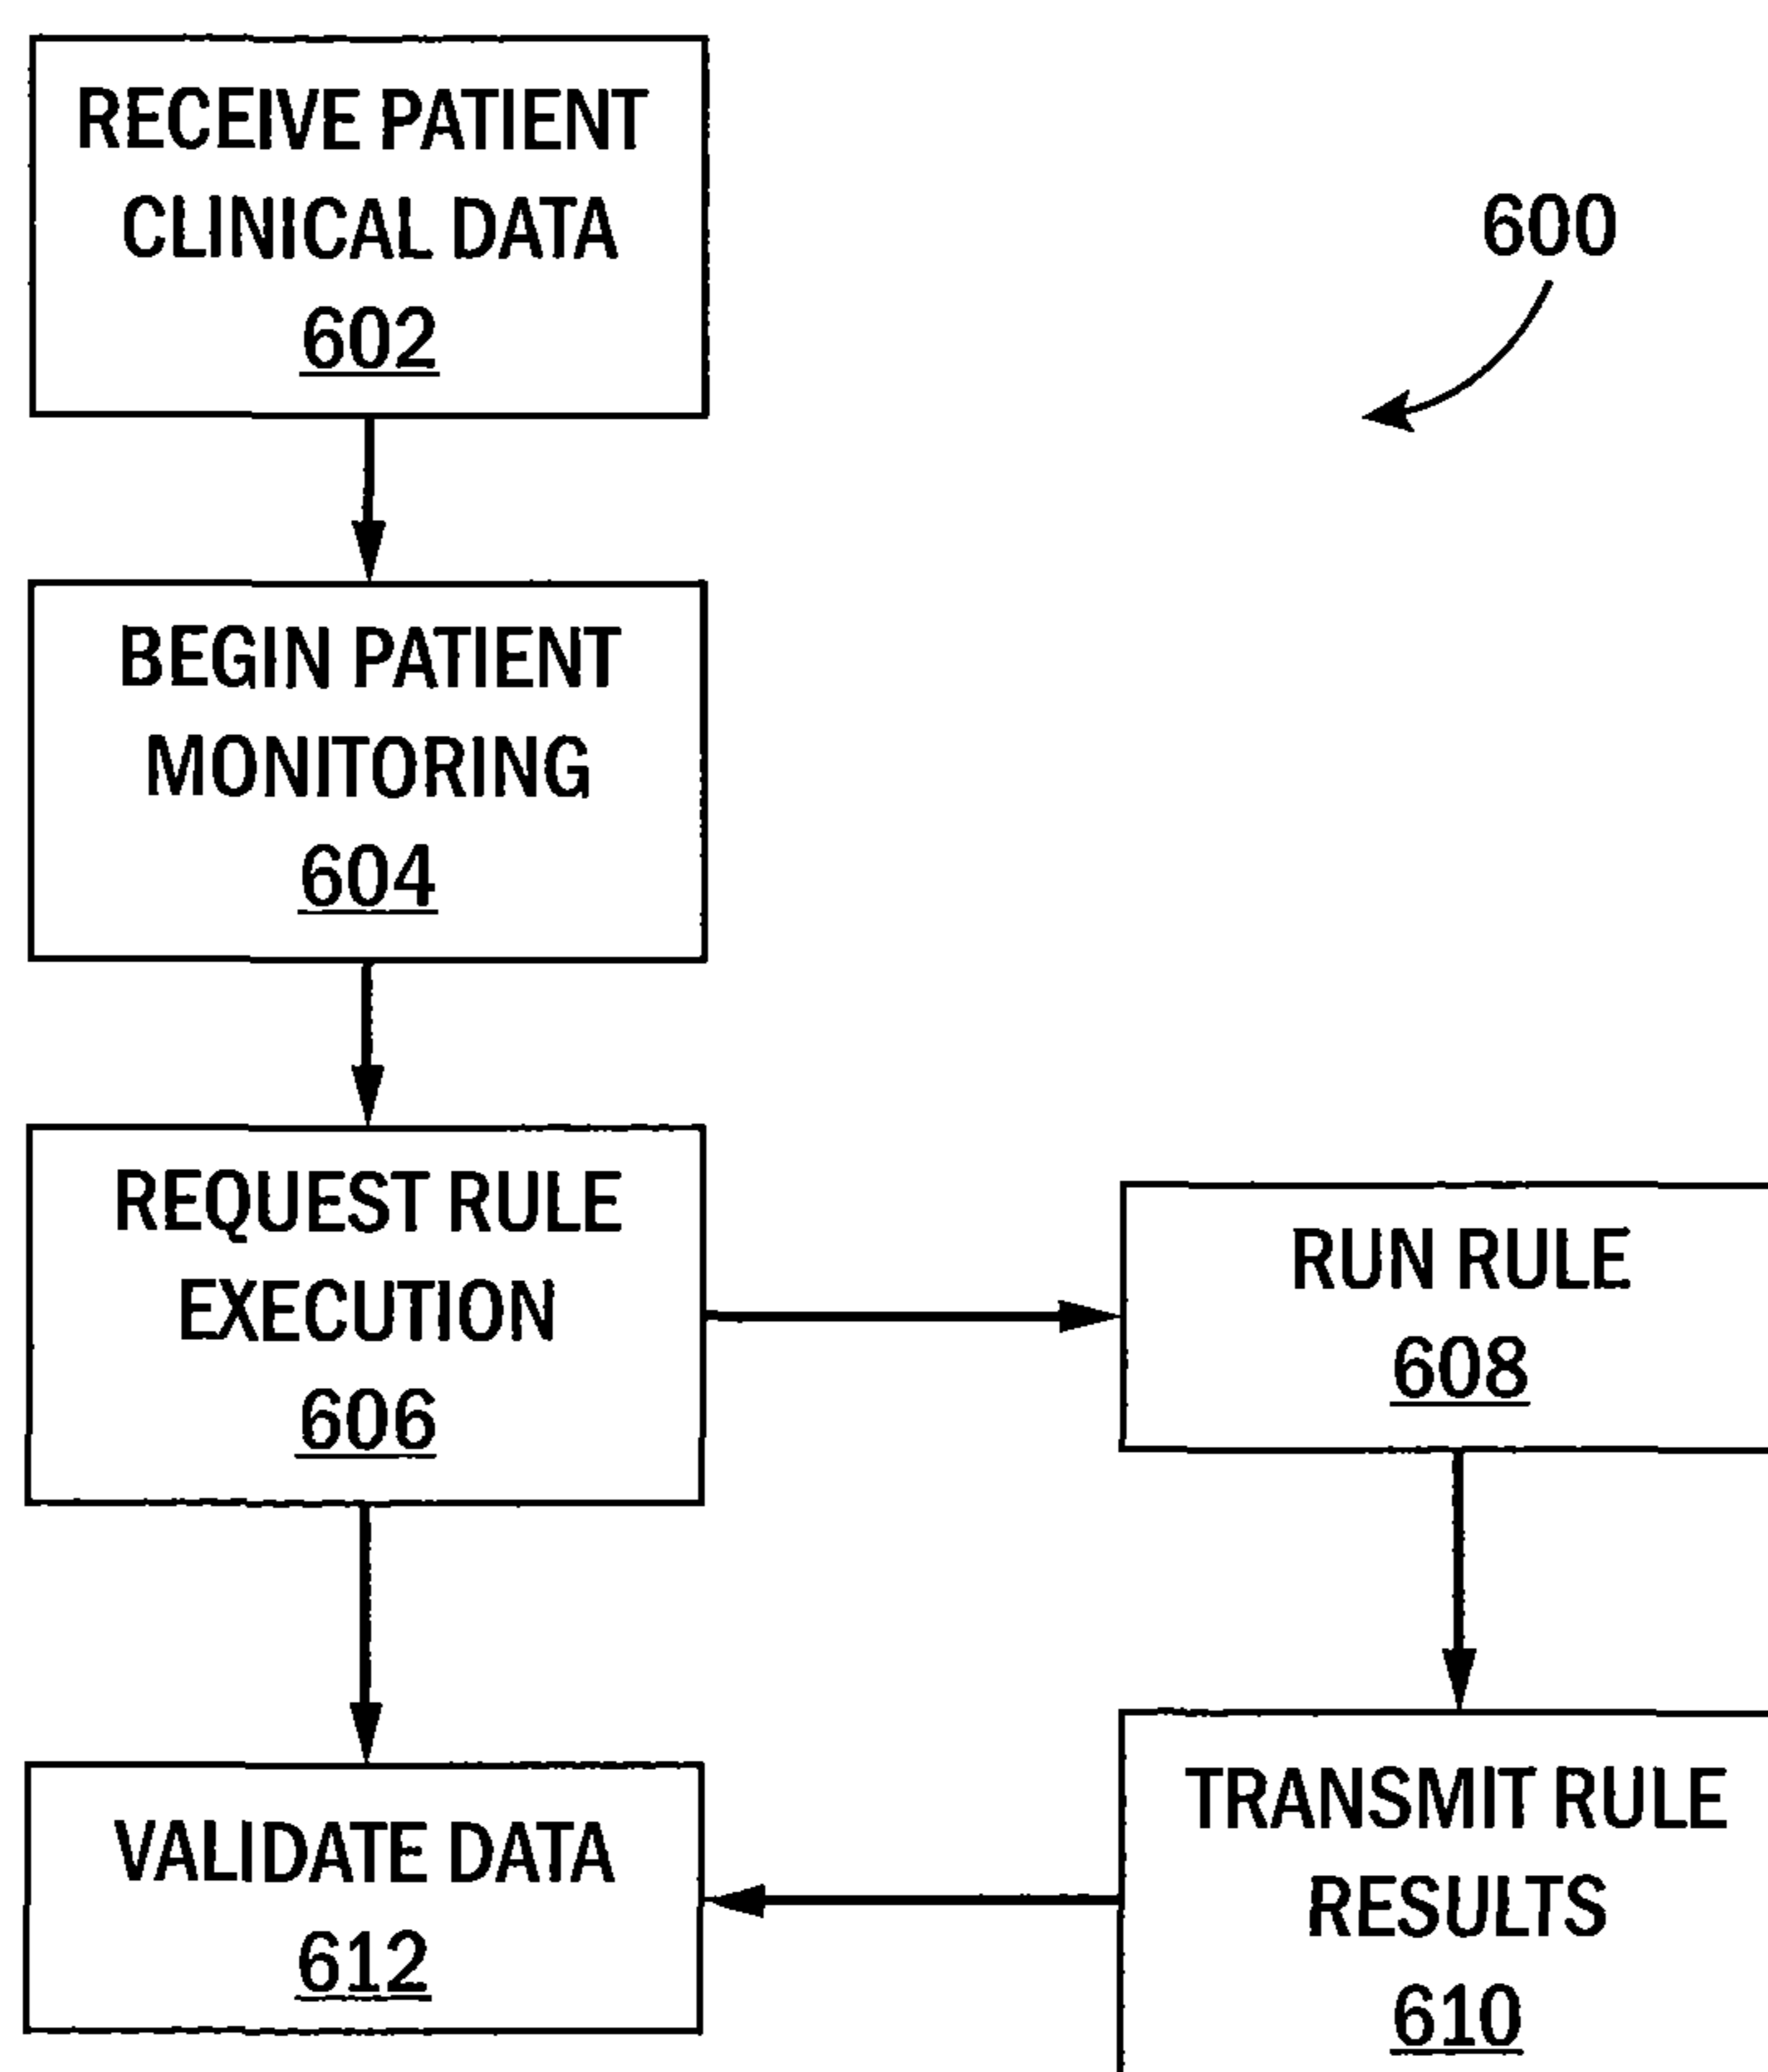 RECEIVE PATIENT
CLINICAL DATA
602
600
BEGIN PATIENT
MONITORING
604
REQUEST RULE
EXECUTION
606
RUN RULE
608
TRANSMIT RULE
RESULTS
610
VALIDATE DATA
612